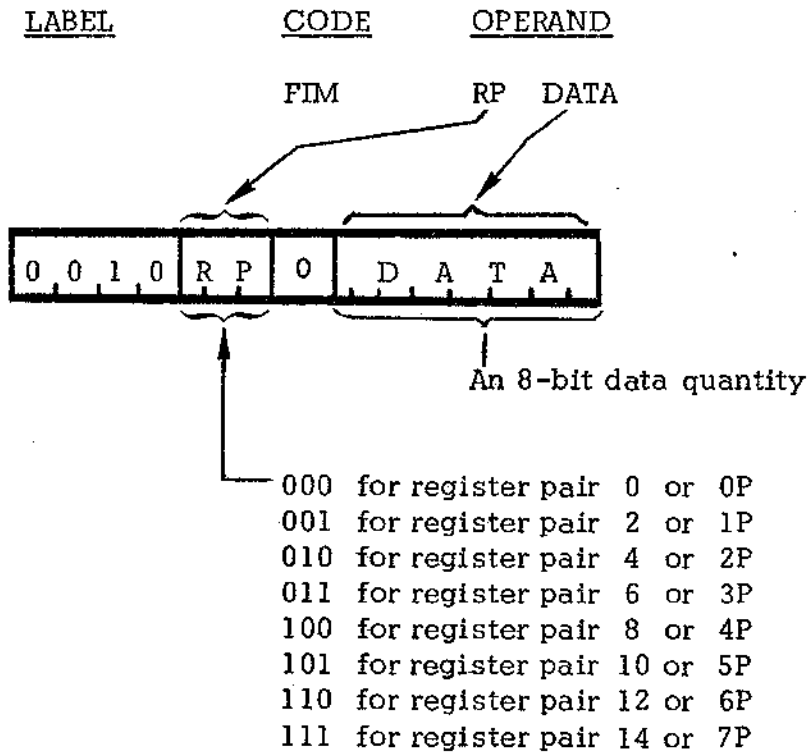 LABEL CODE OPERAND
FIM RP DATA
0 0 1 0 R P 0 D A T A
An 8-bit data quantity
000 for register pair 0 or 0P
001 for register pair 2 or 1P
010 for register pair 4 or 2P
011 for register pair 6 or 3P
100 for register pair 8 or 4P
101 for register pair 10 or 5P
110 for register pair 12 or 6P
111 for register pair 14 or 7P